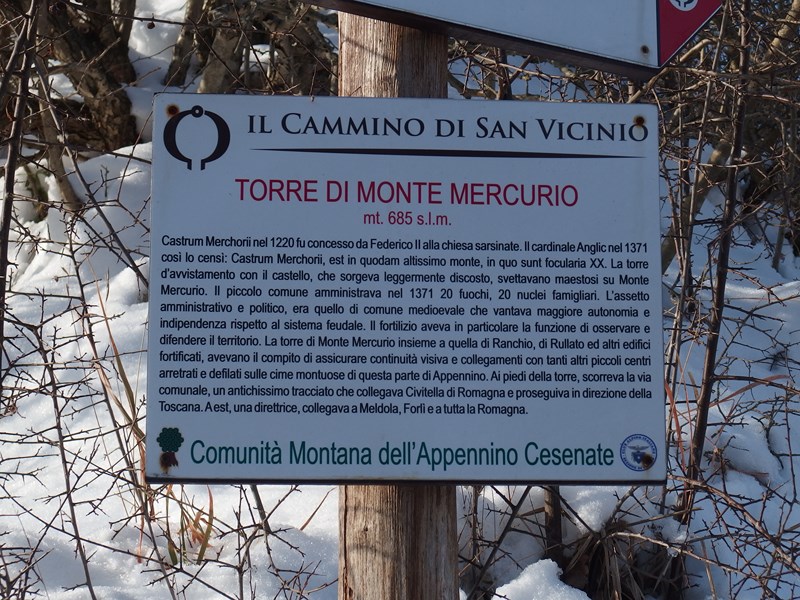 IL CAMMINO DI SAN VICINIO
TORRE DI MONTE MERCURIO
mt. 685 s.l.m.
Castrum Merchorii nel 1220 fu concesso da Federico II alla chiesa sarsinate. Il cardinale Anglic nel 1371
così lo censì: Castrum Merchorii, est in quodam altissimo monte, in quo sunt focularia XX. La torre
d'avvistamento con il castello, che sorgeva leggermente discosto, svettavano maestosi su Monte
Mercurio. Il piccolo comune amministrava nel 1371 20 fuochi, 20 nuclei famigliari. L'assetto
amministrativo e politico, era quello di comune medioevale che vantava maggiore autonomia e
indipendenza rispetto al sistema feudale. Il fortilizio aveva in particolare la funzione di osservare e
difendere il territorio. La torre di Monte Mercurio insieme a quella di Ranchio, di Rullato ed altri edifici
fortificati, avevano il compito di assicurare continuità visiva e collegamenti con tanti altri piccoli centri
arretrati e defilati sulle cime montuose di questa parte di Appennino. Ai piedi della torre, scorreva la via
comunale, un antichissimo tracciato che collegava Civitella di Romagna e proseguiva in direzione della
Toscana. A est, una direttrice, collegava a Meldola, Forlì e a tutta la Romagna.
Comunità Montana dell'Appennino Cesenate